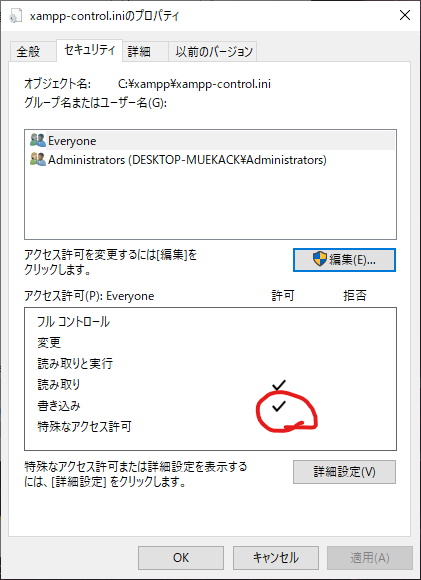 xampp-control.iniのプロパティ
全般 セキュリティ 詳細 以前のバージョン
オブジェクト名: C:¥xampp¥xampp-control.ini
グループ名またはユーザー名(G):
Everyone
Administrators (DESKTOP-MUEKACK¥Administrators)
アクセス許可を変更するには[編集]を
クリックします。
編集(E)...
アクセス許可(P): Everyone 許可 拒否
フル コントロール
変更
読み取りと実行
読み取り
書き込み
特殊なアクセス許可
特殊なアクセス許可または詳細設定を表示する
には、[詳細設定] をクリックします。
詳細設定(V)
OK キャンセル 適用(A)